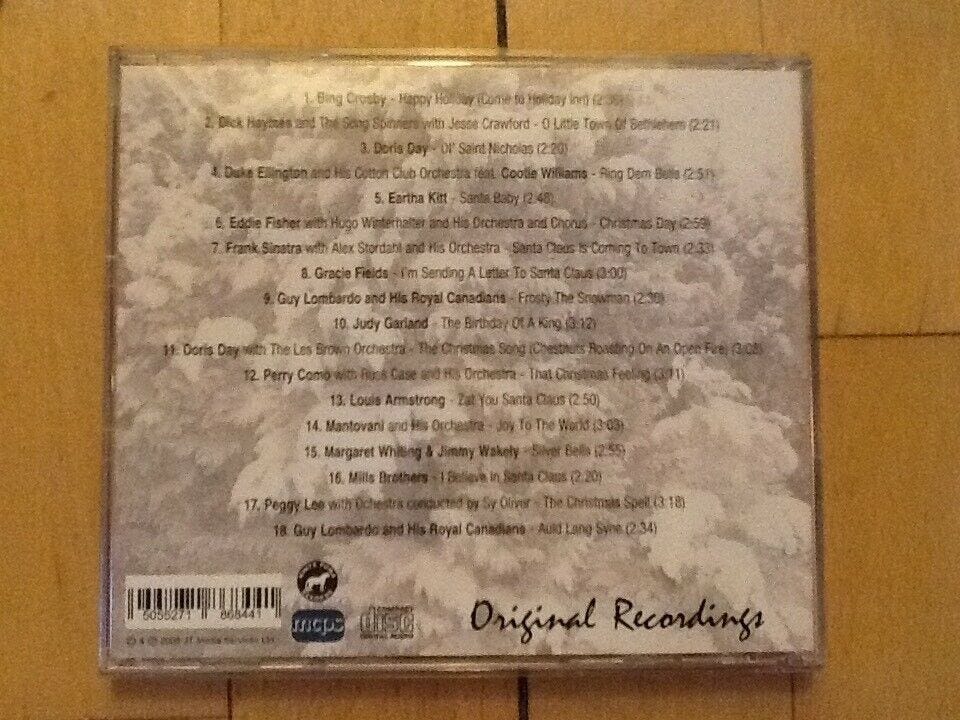 1. Bing Crosby - Happy Holiday (Come to Holiday Inn) (2:36)
2. Dick Haymes and The Song Spinners with Jesse Crawford - O Little Town Of Bethlehem (2:21)
3. Doris Day - Ol' Saint Nicholas (2:20)
4. Duke Ellington and His Cotton Club Orchestra feat. Cootie Williams - Ring Dem Bells (2:51)
5. Eartha Kitt - Santa Baby (2:48)
6. Eddie Fisher with Hugo Winterhalter and His Orchestra and Chorus - Christmas Day (2:59)
7. Frank Sinatra with Alex Stordahl and His Orchestra - Santa Claus Is Coming To Town (2:33)
8. Gracie Fields - I'm Sending A Letter To Santa Claus (3:00)
9. Guy Lombardo and His Royal Canadians - Frosty The Snowman (2:30)
10. Judy Garland - The Birthday Of A King (3:12)
11. Doris Day with The Les Brown Orchestra - The Christmas Song (Chestnuts Roasting On An Open Fire) (3:08)
12. Perry Como with Russ Case and His Orchestra - That Christmas Feeling (3:11)
13. Louis Armstrong - Zat You Santa Claus (2.50)
14. Mantovani and His Orchestra - Joy To The World (3:03)
15. Margaret Whiting & Jimmy Wakely - Silver Bells (2:55)
16. Mills Brothers - I Believe in Santa Claus (2:20)
17. Peggy Lee with Ochestra conducted by Sy Oliver - The Christmas Spell (3:18)
18. Guy Lombardo and His Royal Canadians - Auld Lang Syne (2:34)
5055271 868441
mcps
COMPACT disc DIGITAL AUDIO
Original Recordings